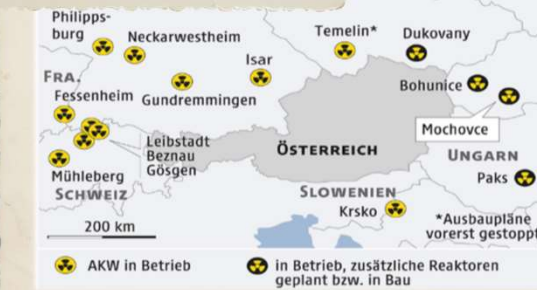 Philipps-
burg
Neckarwestheim
Temelin*
Dukovany
Isar
FRA.
Fessenheim
Gundremmingen
Bohunice
Leibstadt
Beznau
Gösgen
ÖSTERREICH
Mochovce
UNGARN
Mühleberg
SCHWEIZ
SLOWENIEN
Paks
Krsko
200 km
*Ausbaupläne
vorerst gestoppt
AKW in Betrieb
in Betrieb, zusätzliche Reaktoren
geplant bzw. in Bau